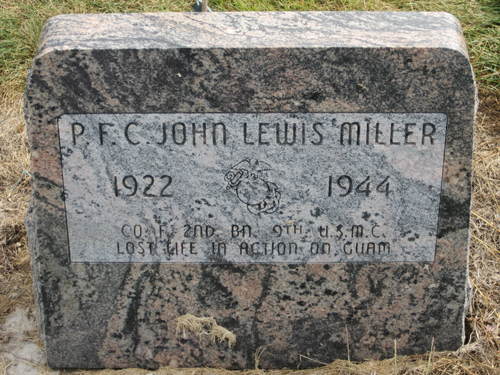 P.F.C. JOHN LEWIS MILLER
1922 1944
CO. F. 2ND BN. 9TH. U.S.M.C.
LOST LIFE IN ACTION ON GUAM